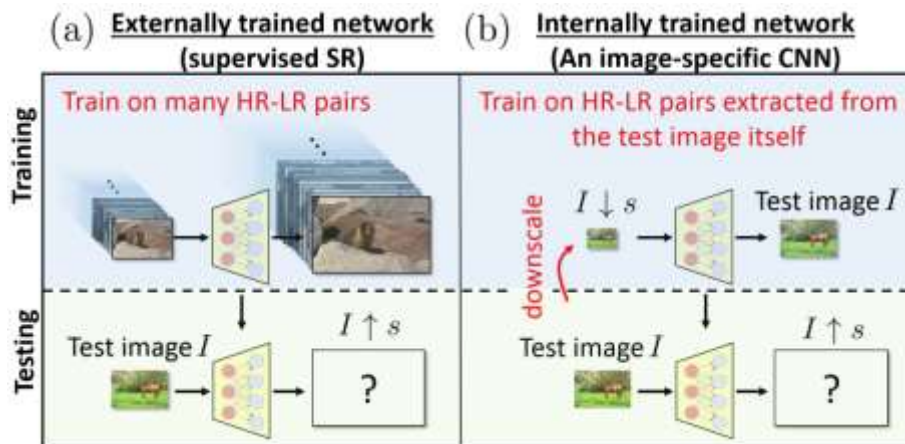 (a) Externally trained network
(supervised SR)
(b) Internally trained network
(An image-specific CNN)
Training
Train on many HR-LR pairs
Train on HR-LR pairs extracted from
the test image itself
I ↓ s
Test image I
downscale
Testing
Test image I
I ↑ s
?
Test image I
I ↑ s
?